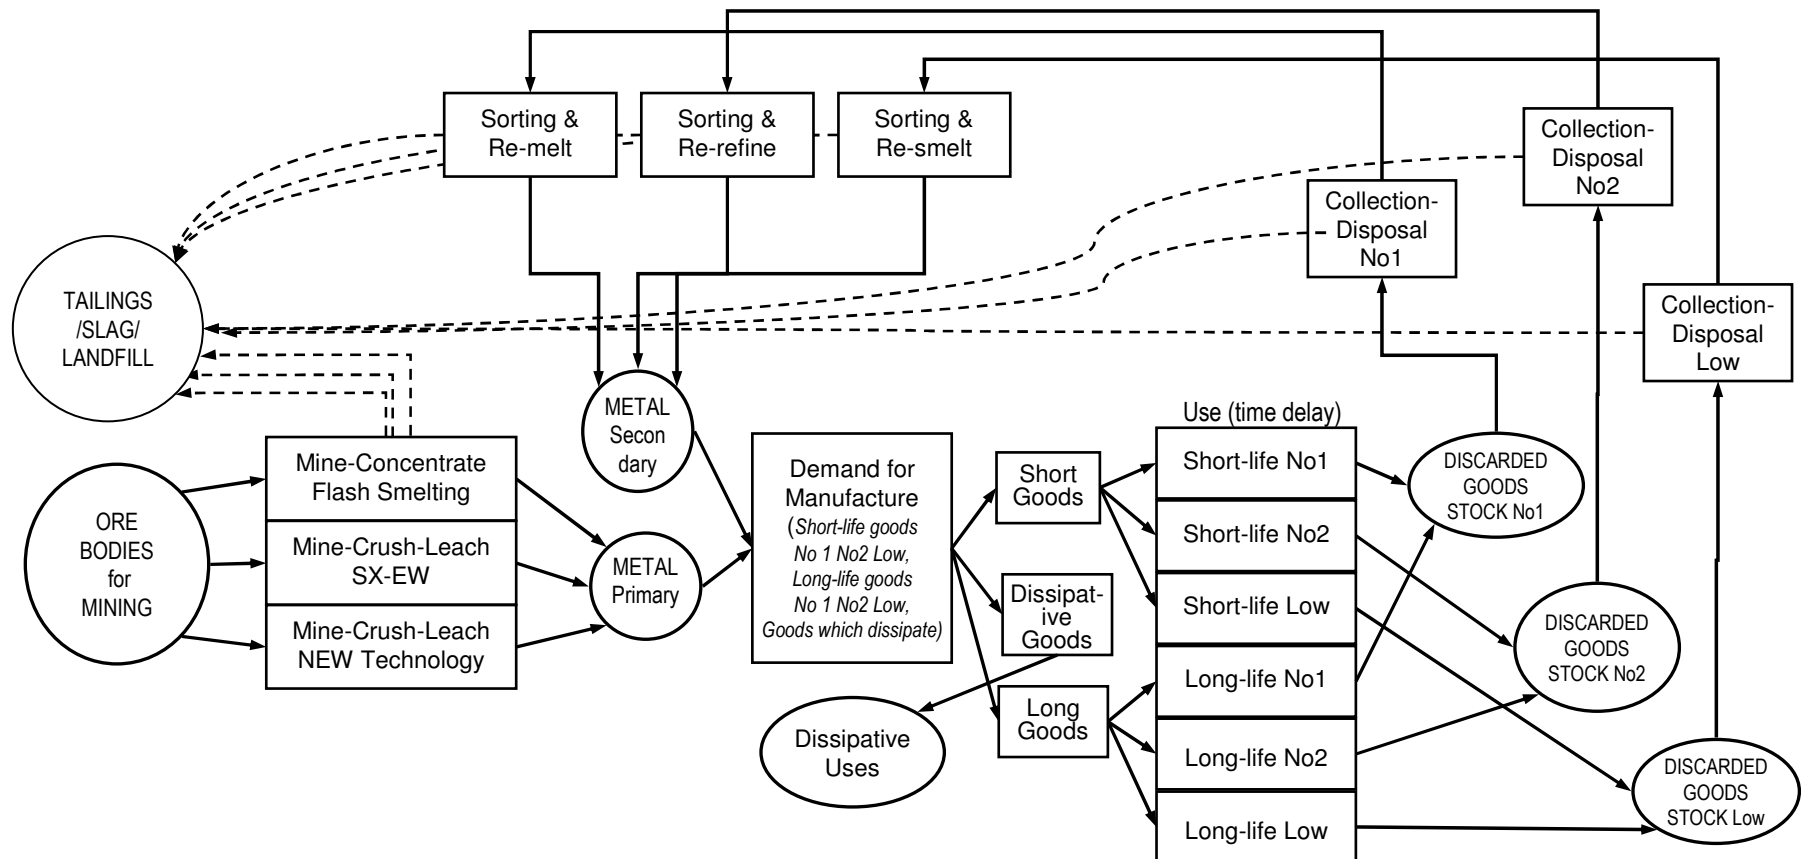 Sorting &
Re-melt
Sorting &
Re-refine
Sorting &
Re-smelt
Collection-
Disposal
No2
Collection-
Disposal
No1
Collection-
Disposal
Low
TAILINGS
/SLAG/
LANDFILL
METAL
Secon
dary
ORE
BODIES
for
MINING
Mine-Concentrate
Flash Smelting
Mine-Crush-Leach
SX-EW
Mine-Crush-Leach
NEW Technology
METAL
Primary
Demand for
Manufacture
(Short-life goods
No 1 No2 Low,
Long-life goods
No 1 No2 Low,
Goods which dissipate)
Short
Goods
Dissipat-
ive
Goods
Long
Goods
Dissipative
Uses
Use (time delay)
Short-life No1
Short-life No2
Short-life Low
Long-life No1
Long-life No2
Long-life Low
DISCARDED
GOODS
STOCK No1
DISCARDED
GOODS
STOCK No2
DISCARDED
GOODS
STOCK Low